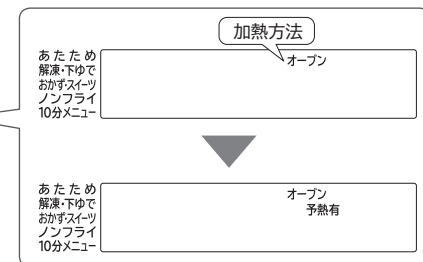 加熱方法
オーブン
あたため
解凍・下ゆで
おかず・スイーツ
ノンフライ
10分メニュー
オーブン
予熱有
あたため
解凍・下ゆで
おかず・スイーツ
ノンフライ
10分メニュー